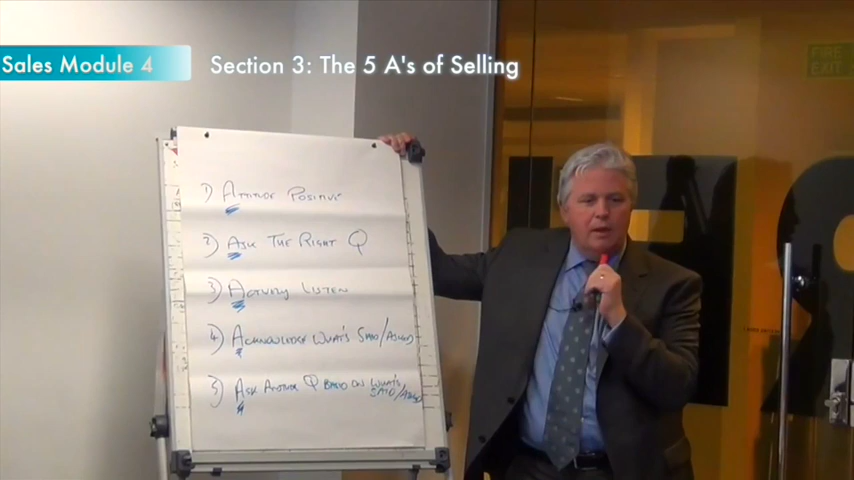 Sales Module 4
Section 3: The 5 A's of Selling
FIRE
EXIT
1) ATTITUDE POSITIVE
2) ASK THE RIGHT Q
3) ACTIVELY LISTEN
4) ACKNOWLEDGE WHAT'S SAID/ASKED
5) ASK ANOTHER Q BASED ON WHAT'S
SAID/ASKED